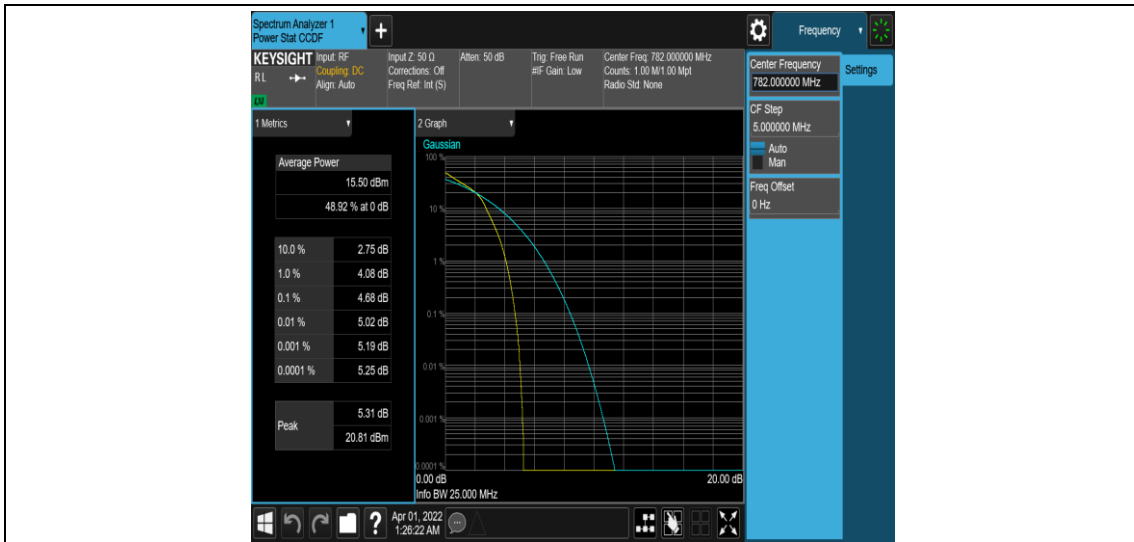 Spectrum Analyzer 1
Power Stat CCDF
+
Frequency
KEYSIGHT
RL
LXI
Input: RF
Coupling: DC
Align: Auto
Input Z: 50 Ω
Corrections: Off
Freq Ref: Int (S)
Atten: 50 dB
Trig: Free Run
#IF Gain: Low
Center Freq: 782.000000 MHz
Counts: 1.00 M/1.00 Mpt
Radio Std: None
Center Frequency
782.000000 MHz
Settings
CF Step
5.000000 MHz
Auto
Man
Freq Offset
0 Hz
1 Metrics
Average Power
15.50 dBm
48.92 % at 0 dB
10.0 % 2.75 dB
1.0 % 4.08 dB
0.1 % 4.68 dB
0.01 % 5.02 dB
0.001 % 5.19 dB
0.0001 % 5.25 dB
Peak 5.31 dB
20.81 dBm
2 Graph
Gaussian
100 %
10 %
1 %
0.1 %
0.01 %
0.001 %
0.0001 %
0.00 dB 20.00 dB
Info BW 25.000 MHz
?
Apr 01, 2022
1:26:22 AM